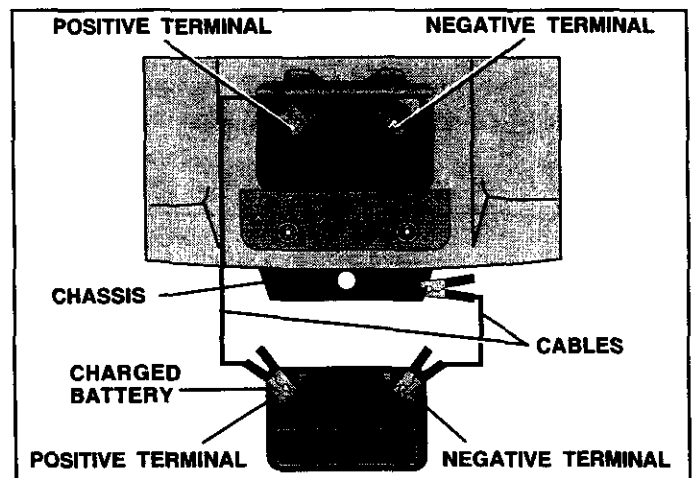 POSITIVE TERMINAL
NEGATIVE TERMINAL
CHASSIS
CABLES
CHARGED
BATTERY
POSITIVE TERMINAL
NEGATIVE TERMINAL